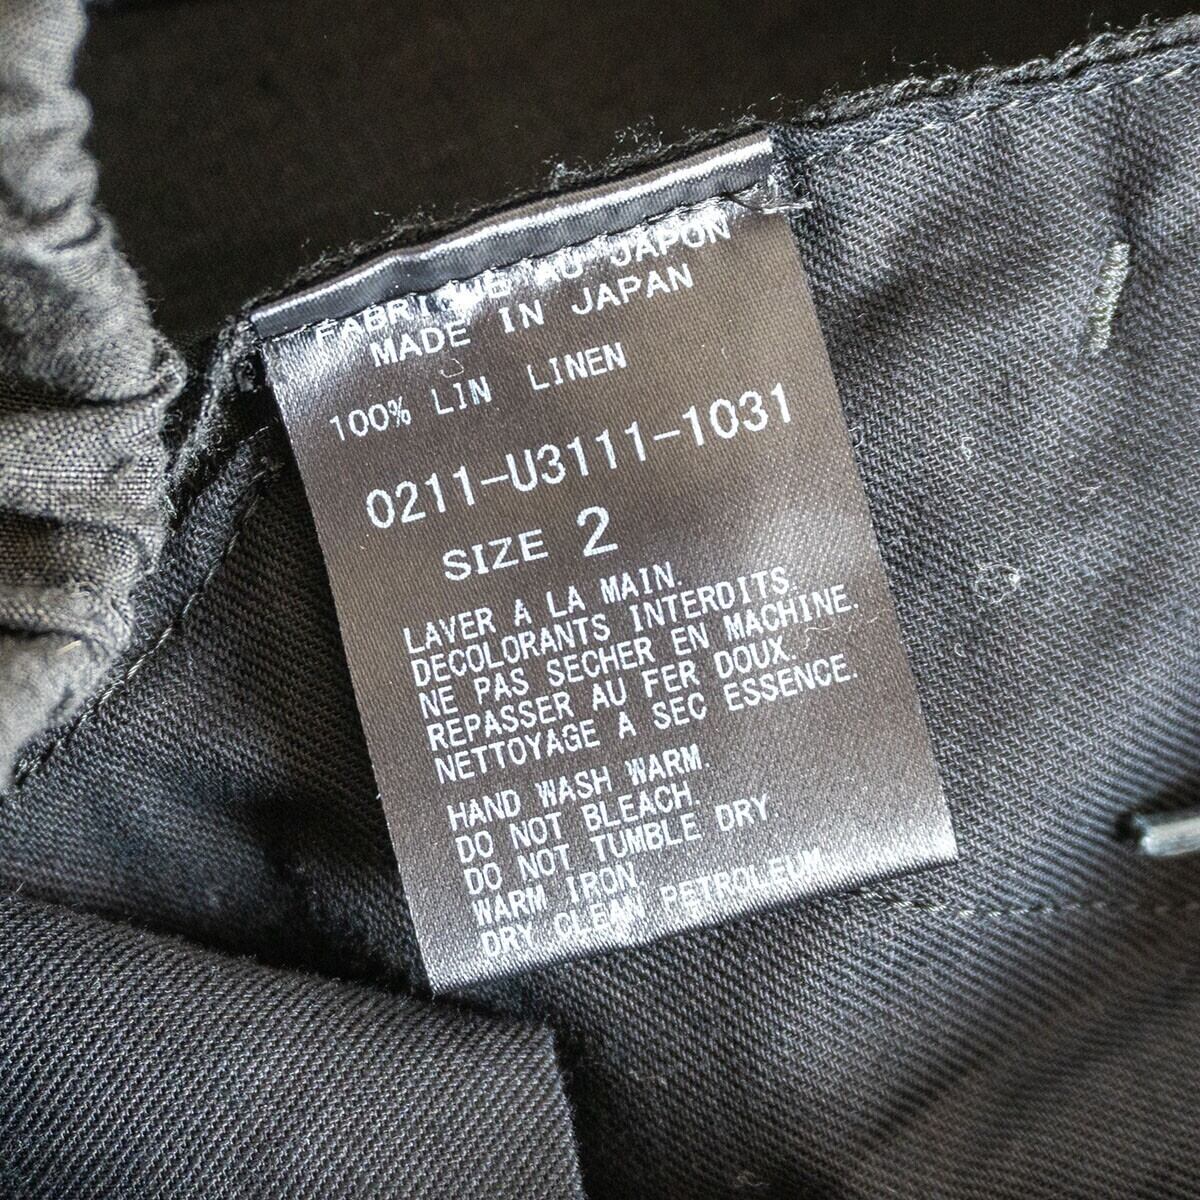 FABRIQUE AU JAPON
MADE IN JAPAN
100% LIN LINEN
0211-U3111-1031
SIZE 2
LAVER A LA MAIN.
DECOLORANTS INTERDITS.
NE PAS SECHER EN MACHINE.
REPASSER AU FER DOUX.
NETTOYAGE A SEC ESSENCE.
HAND WASH WARM.
DO NOT BLEACH.
DO NOT TUMBLE DRY.
WARM IRON.
DRY CLEAN PETROLEUM.